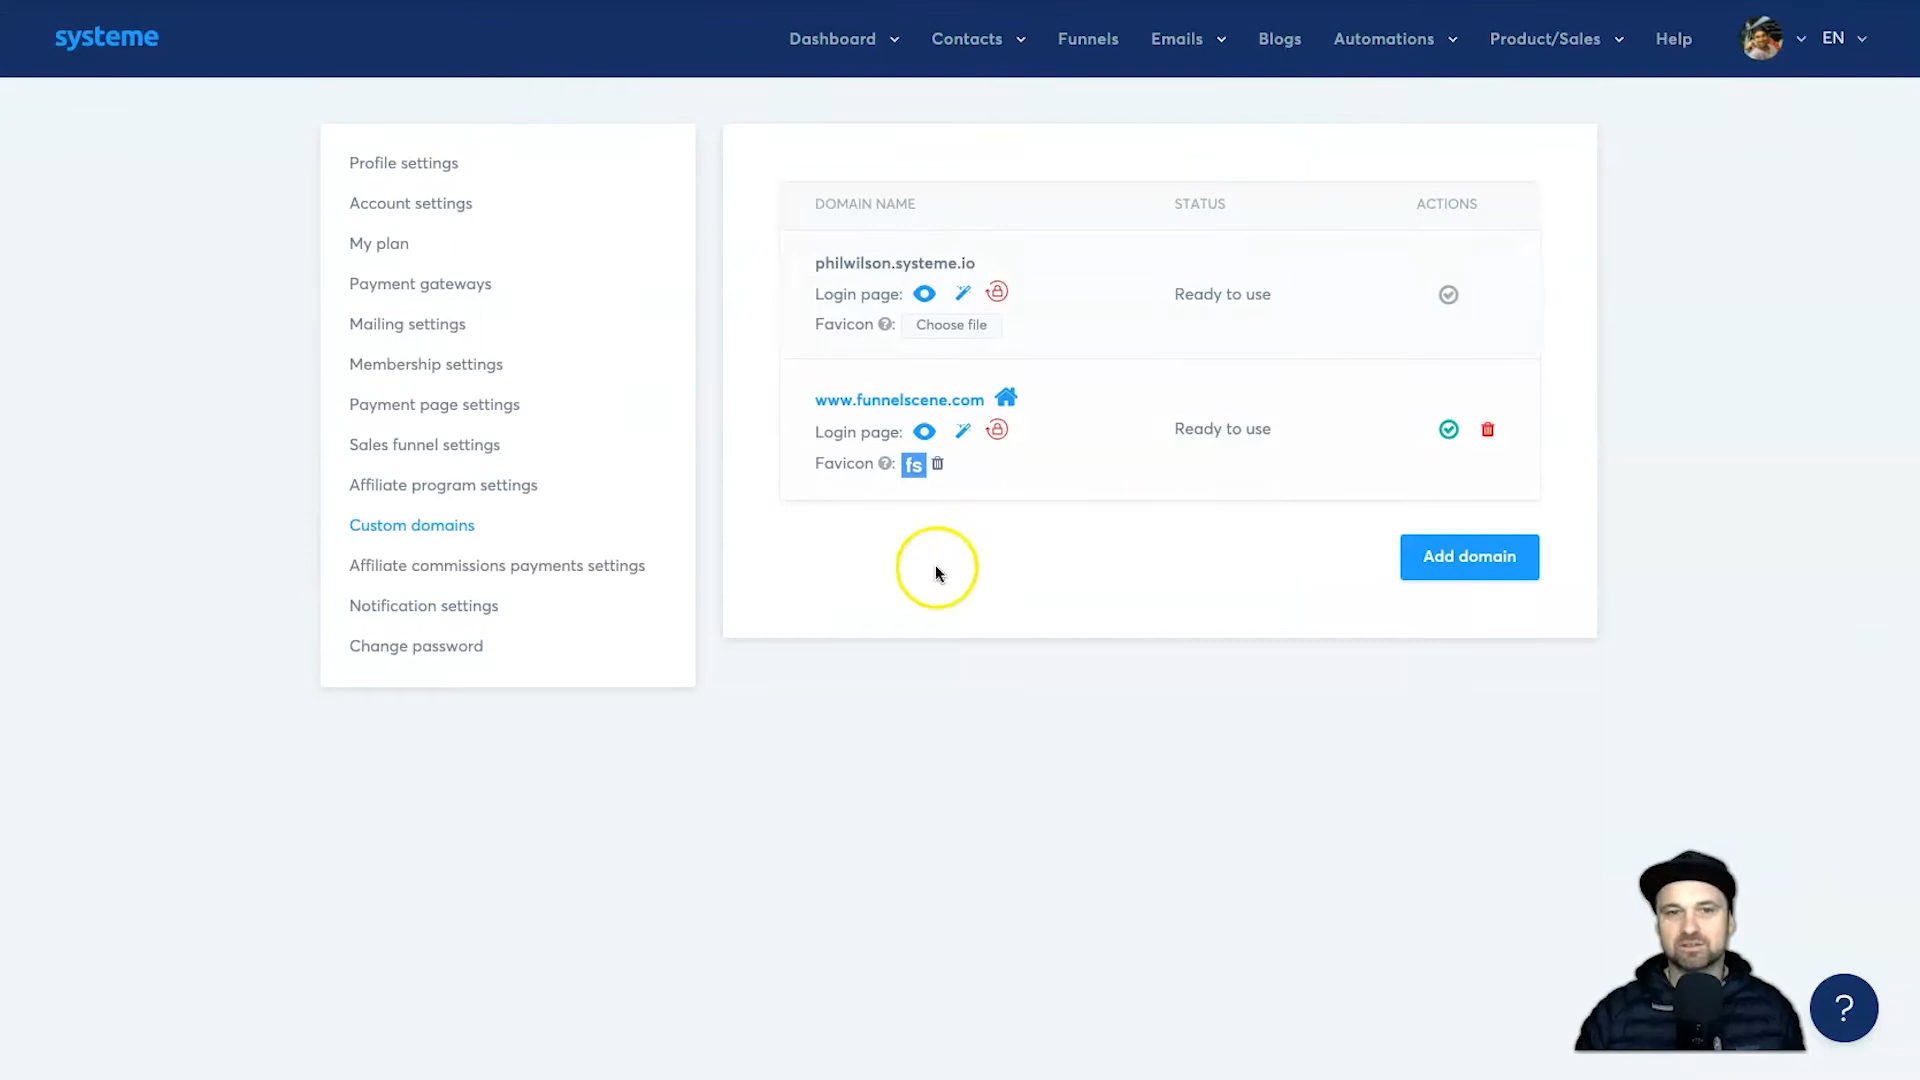 systeme
Dashboard
Contacts
Funnels
Emails
Blogs
Automations
Product/Sales
Help
EN
Profile settings
Account settings
My plan
Payment gateways
Mailing settings
Membership settings
Payment page settings
Sales funnel settings
Affiliate program settings
Custom domains
Affiliate commissions payments settings
Notification settings
Change password
DOMAIN NAME
STATUS
ACTIONS
philwilson.systeme.io
Login page:
Favicon ?: Choose file
Ready to use
www.funnelscene.com
Login page:
Favicon ?: fs
Ready to use
Add domain
?